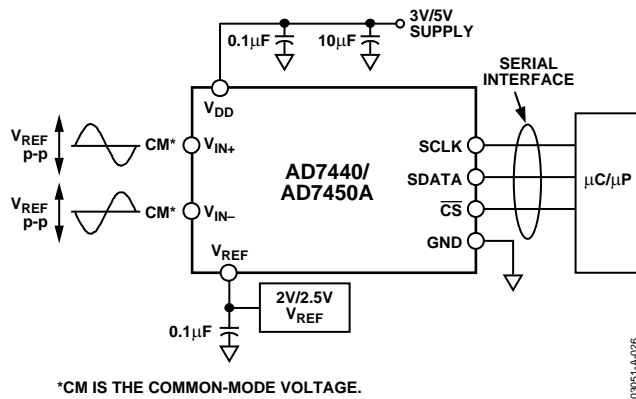 3V/5V
SUPPLY
0.1µF
10µF
SERIAL
INTERFACE
VDD
VREF
p-p
CM*
VIN+
VREF
p-p
CM*
VIN–
AD7440/
AD7450A
SCLK
SDATA
CS
GND
µC/µP
VREF
2V/2.5V
VREF
0.1µF
*CM IS THE COMMON-MODE VOLTAGE.
03051-A-026